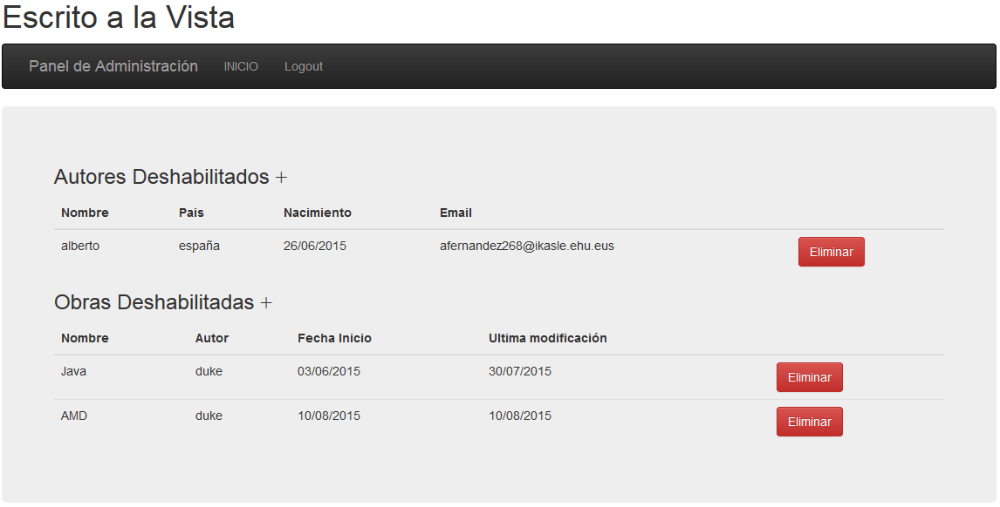 Escrito a la Vista
Panel de Administración INICIO Logout
Autores Deshabilitados +
Nombre Pais Nacimiento Email
alberto españa 26/06/2015 afernandez268@ikasle.ehu.eus Eliminar
Obras Deshabilitadas +
Nombre Autor Fecha Inicio Ultima modificación
Java duke 03/06/2015 30/07/2015 Eliminar
AMD duke 10/08/2015 10/08/2015 Eliminar